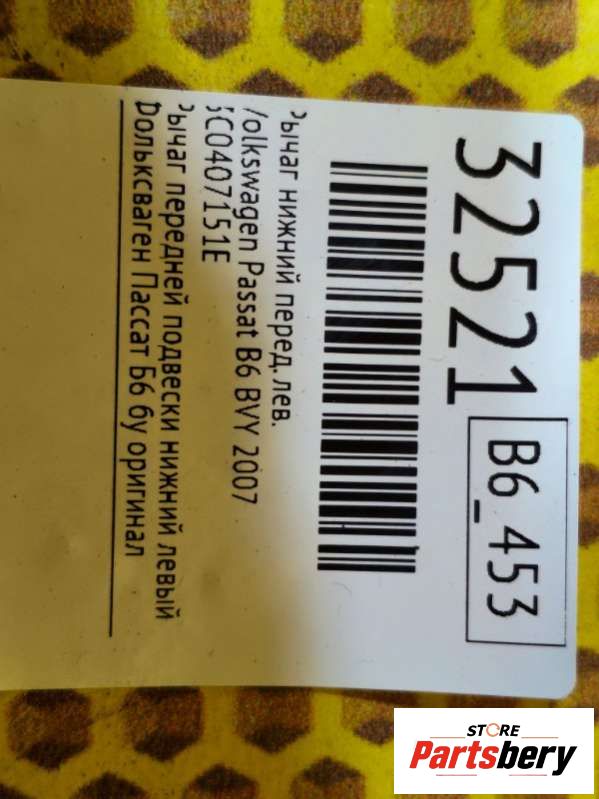 32521 B6_453
Рычаг нижний перед. лев.
Volkswagen Passat B6 BVY 2007
5C0407151E
Рычаг передней подвески нижний левый
Фольксваген Пассат Б6 бу оригинал
STORE
Partsbery